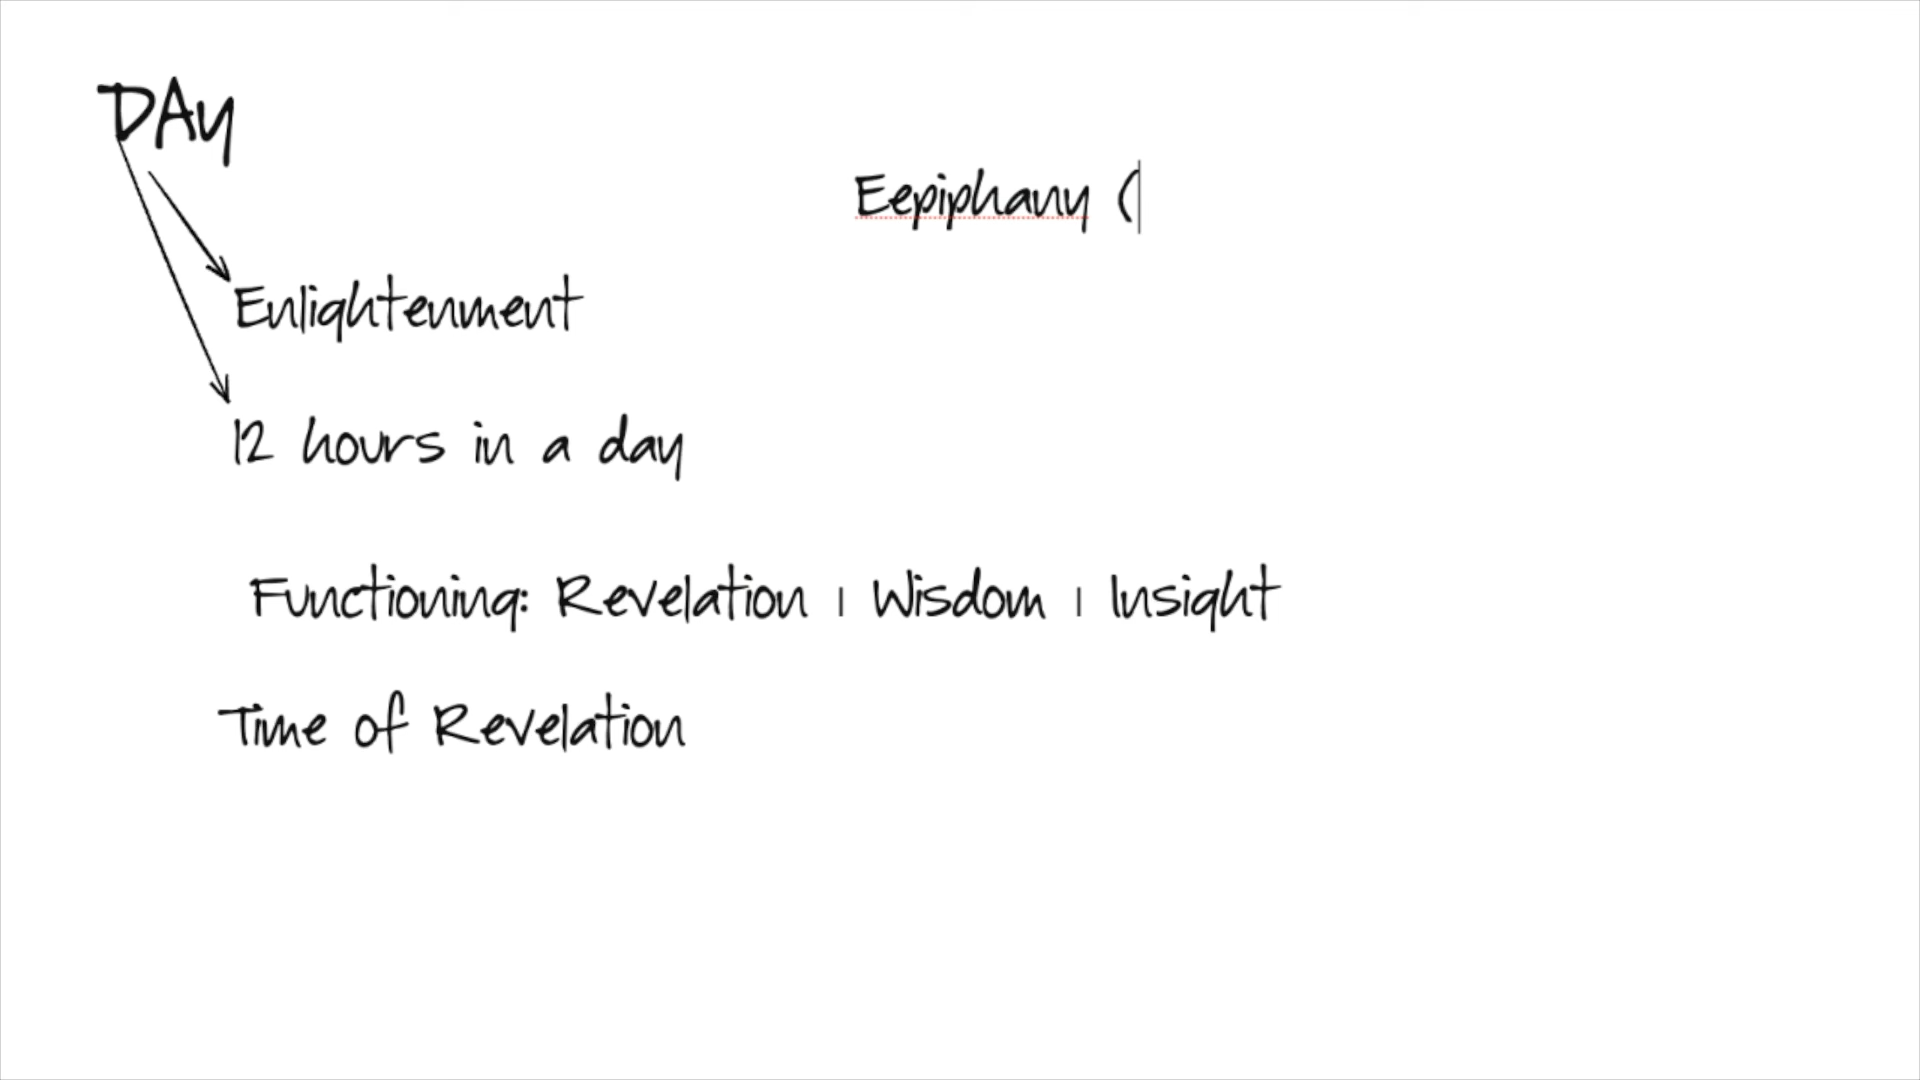 DAy
Eepiphany (
Enlightenment
12 hours in a day
Functioning: Revelation | Wisdom | Insight
Time of Revelation